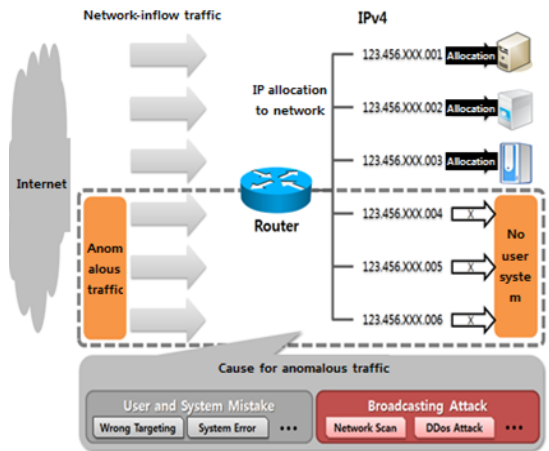 Network-inflow traffic
IPv4
123.456.XXX.001 Allocation
IP allocation
to network
123.456.XXX.002 Allocation
123.456.XXX.003 Allocation
Internet
Router
Anom
alous
traffic
123.456.XXX.004 X
123.456.XXX.005 X
123.456.XXX.006 X
No
user
syste
m
Cause for anomalous traffic
User and System Mistake
Wrong Targeting
System Error
•••
Broadcasting Attack
Network Scan
DDos Attack
•••